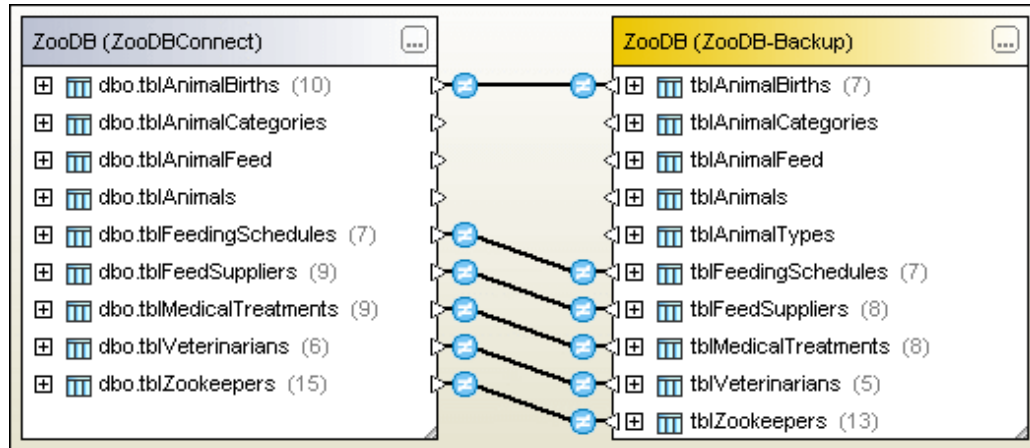 ZooDB (ZooDBConnect)
...
dbo.tblAnimalBirths (10)
dbo.tblAnimalCategories
dbo.tblAnimalFeed
dbo.tblAnimals
dbo.tblFeedingSchedules (7)
dbo.tblFeedSuppliers (9)
dbo.tblMedicalTreatments (9)
dbo.tblVeterinarians (6)
dbo.tblZookeepers (15)
ZooDB (ZooDB-Backup)
...
tblAnimalBirths (7)
tblAnimalCategories
tblAnimalFeed
tblAnimals
tblAnimalTypes
tblFeedingSchedules (7)
tblFeedSuppliers (8)
tblMedicalTreatments (8)
tblVeterinarians (5)
tblZookeepers (13)